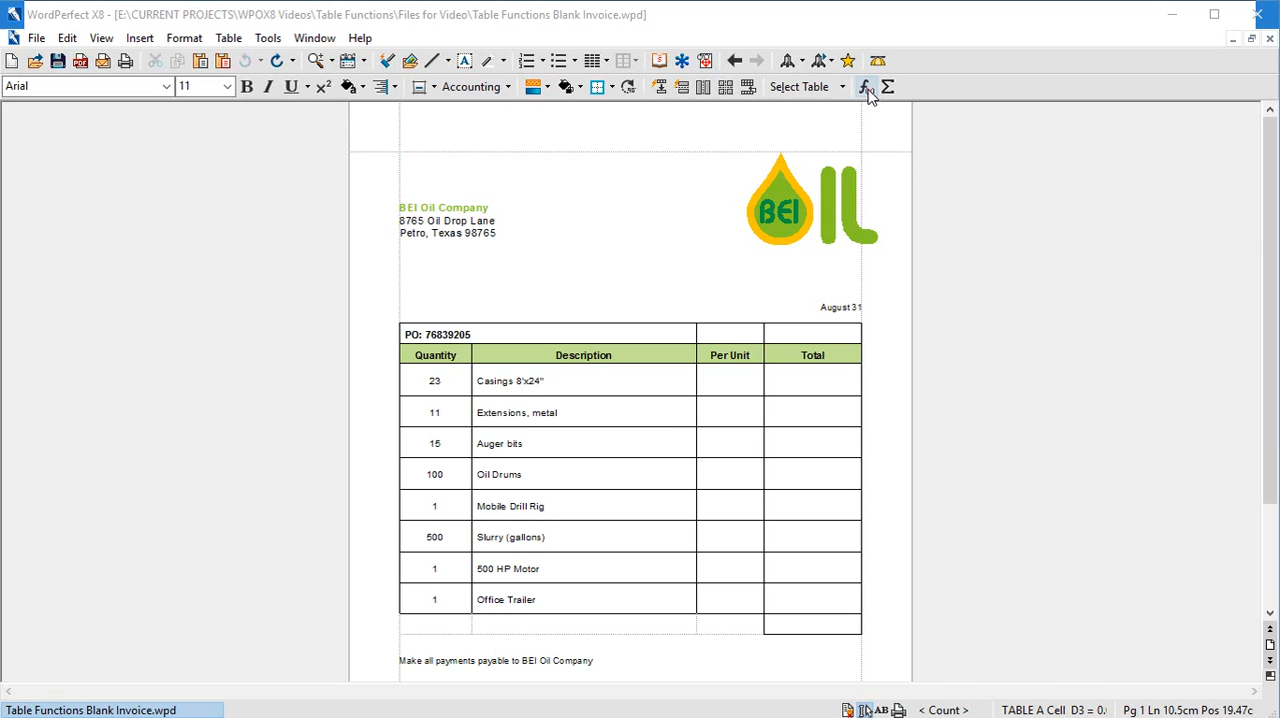 WordPerfect X8 - [E:\CURRENT PROJECTS\WPOX8 Videos\Table Functions\Files for Video\Table Functions Blank Invoice.wpd]
File Edit View Insert Format Table Tools Window Help
Arial 11 B I U Accounting Select Table
BEI Oil Company
8765 Oil Drop Lane
Petro, Texas 98765
BEI
August 31
PO: 76839205
Quantity Description Per Unit Total
23 Casings 8'x24"
11 Extensions, metal
15 Auger bits
100 Oil Drums
1 Mobile Drill Rig
500 Slurry (gallons)
1 500 HP Motor
1 Office Trailer
Make all payments payable to BEI Oil Company
Table Functions Blank Invoice.wpd AB < Count > TABLE A Cell D3 = 0. Pg 1 Ln 10.5cm Pos 19.47c